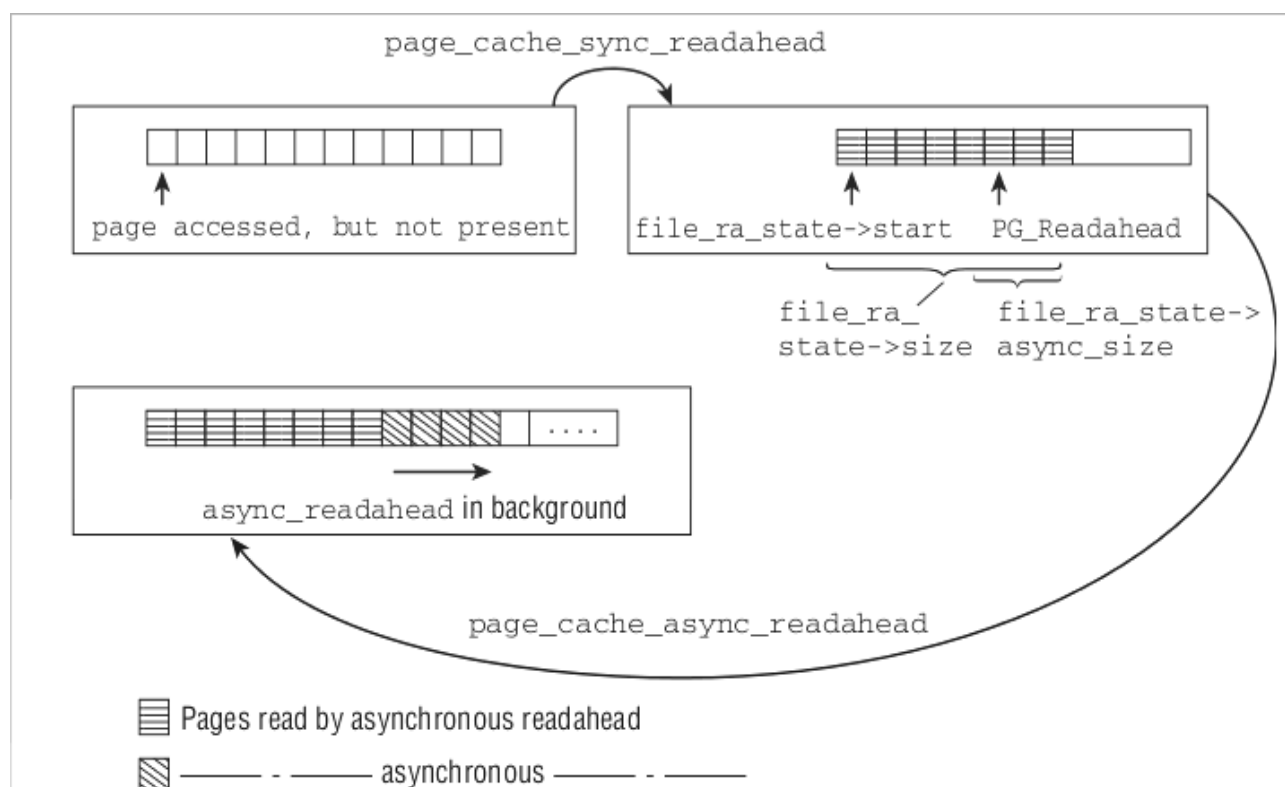 page_cache_sync_readahead
page accessed, but not present
file_ra_state->start PG_Readahead
file_ra_ file_ra_state->
state->size async_size
....
async_readahead in background
page_cache_async_readahead
Pages read by asynchronous readahead
— - — asynchronous — - —